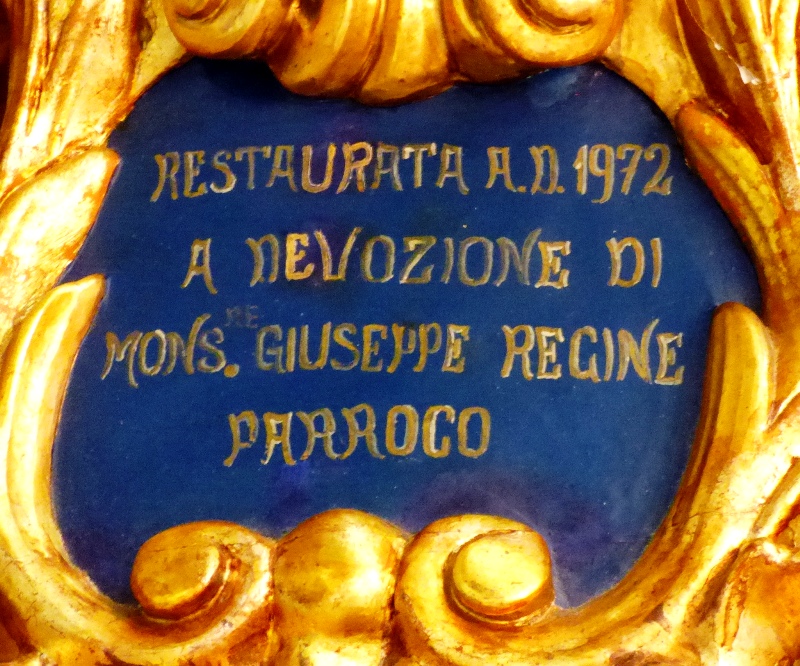 RESTAURATA A.D. 1972
A DEVOZIONE DI
MONS.RE GIUSEPPE REGINE
PARROCO